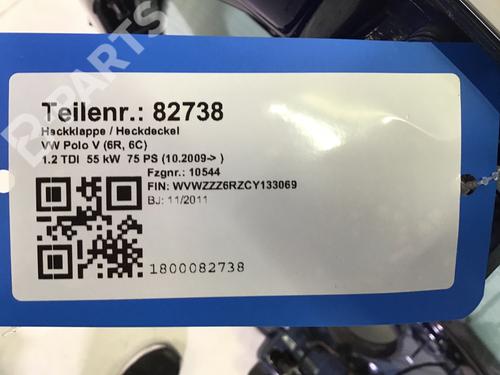 Teilenr.: 82738
Heckklappe / Heckdeckel
VW Polo V (6R, 6C)
1.2 TDI 55 kW 75 PS (10.2009-> )
Fzgnr.: 10544
FIN: WVWZZZ6RZCY133069
BJ: 11/2011
1800082738
B-PARTS